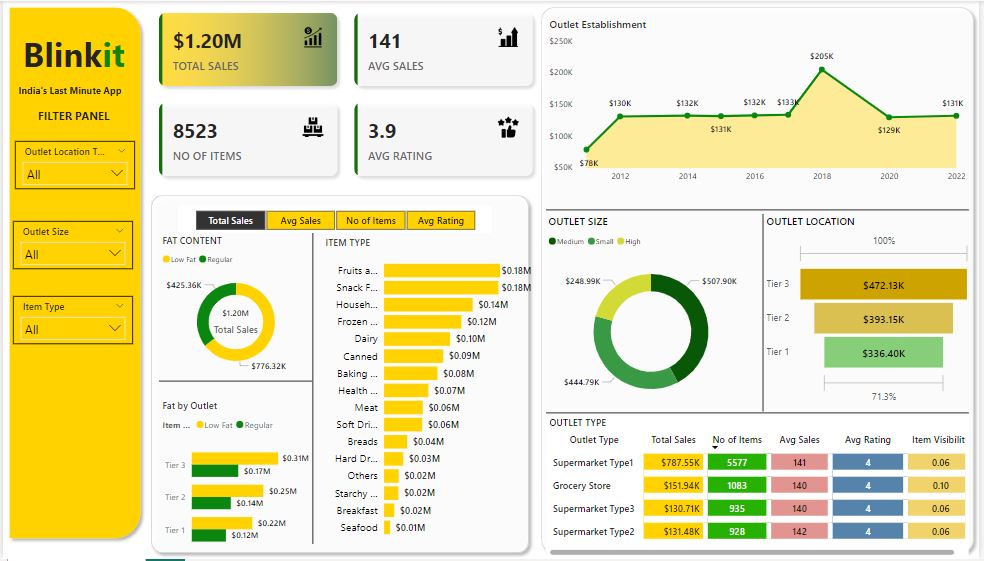 Blinkit
India's Last Minute App
FILTER PANEL
Outlet Location T...
All
Outlet Size
All
Item Type
All
$1.20M
TOTAL SALES
141
AVG SALES
8523
NO OF ITEMS
3.9
AVG RATING
Total Sales Avg Sales No of Items Avg Rating
FAT CONTENT
Low Fat Regular
$425.36K
$1.20M
Total Sales
$776.32K
Fat by Outlet
Item ... Low Fat Regular
Tier 3 $0.31M
$0.17M
Tier 2 $0.25M
$0.14M
Tier 1 $0.22M
$0.12M
ITEM TYPE
Fruits a... $0.18M
Snack F... $0.18M
Househ... $0.14M
Frozen ... $0.12M
Dairy $0.10M
Canned $0.09M
Baking ... $0.08M
Health ... $0.07M
Meat $0.06M
Soft Dri... $0.06M
Breads $0.04M
Hard Dr... $0.03M
Others $0.02M
Starchy ... $0.02M
Breakfast $0.02M
Seafood $0.01M
Outlet Establishment
$250K
$200K
$150K
$100K
$50K
$78K
$130K
$132K
$131K
$132K
$133K
$205K
$129K
$131K
2012 2014 2016 2018 2020 2022
OUTLET SIZE
Medium Small High
$248.99K
$507.90K
$444.79K
OUTLET LOCATION
100%
Tier 3 $472.13K
Tier 2 $393.15K
Tier 1 $336.40K
71.3%
OUTLET TYPE
Outlet Type Total Sales No of Items Avg Sales Avg Rating Item Visibilit
Supermarket Type1 $787.55K 5577 141 4 0.06
Grocery Store $151.94K 1083 140 4 0.10
Supermarket Type3 $130.71K 935 140 4 0.06
Supermarket Type2 $131.48K 928 142 4 0.06